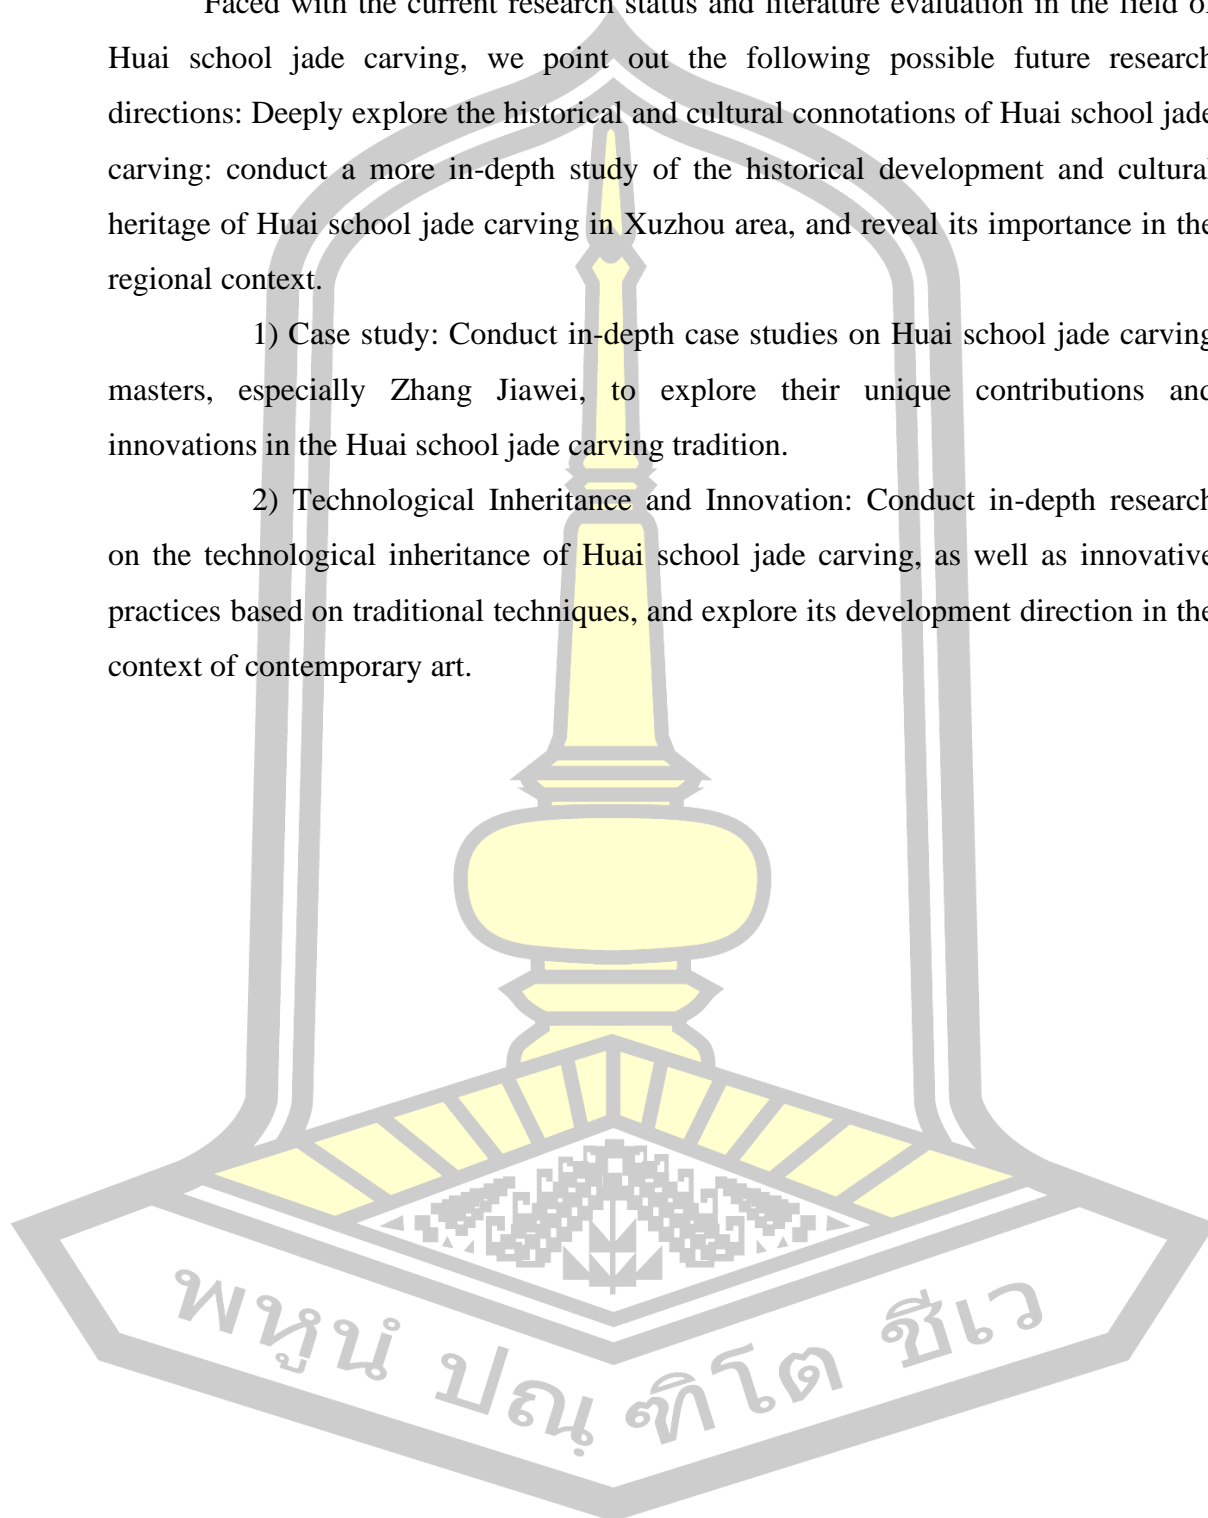 Faced with the current research status and literature evaluation in the field of
Huai school jade carving, we point out the following possible future research
directions: Deeply explore the historical and cultural connotations of Huai school jade
carving: conduct a more in-depth study of the historical development and cultural
heritage of Huai school jade carving in Xuzhou area, and reveal its importance in the
regional context.
1) Case study: Conduct in-depth case studies on Huai school jade carving
masters, especially Zhang Jiawei, to explore their unique contributions and
innovations in the Huai school jade carving tradition.
2) Technological Inheritance and Innovation: Conduct in-depth research
on the technological inheritance of Huai school jade carving, as well as innovative
practices based on traditional techniques, and explore its development direction in the
context of contemporary art.
พหูนํ ปณฺ ฑิโต ชีเว